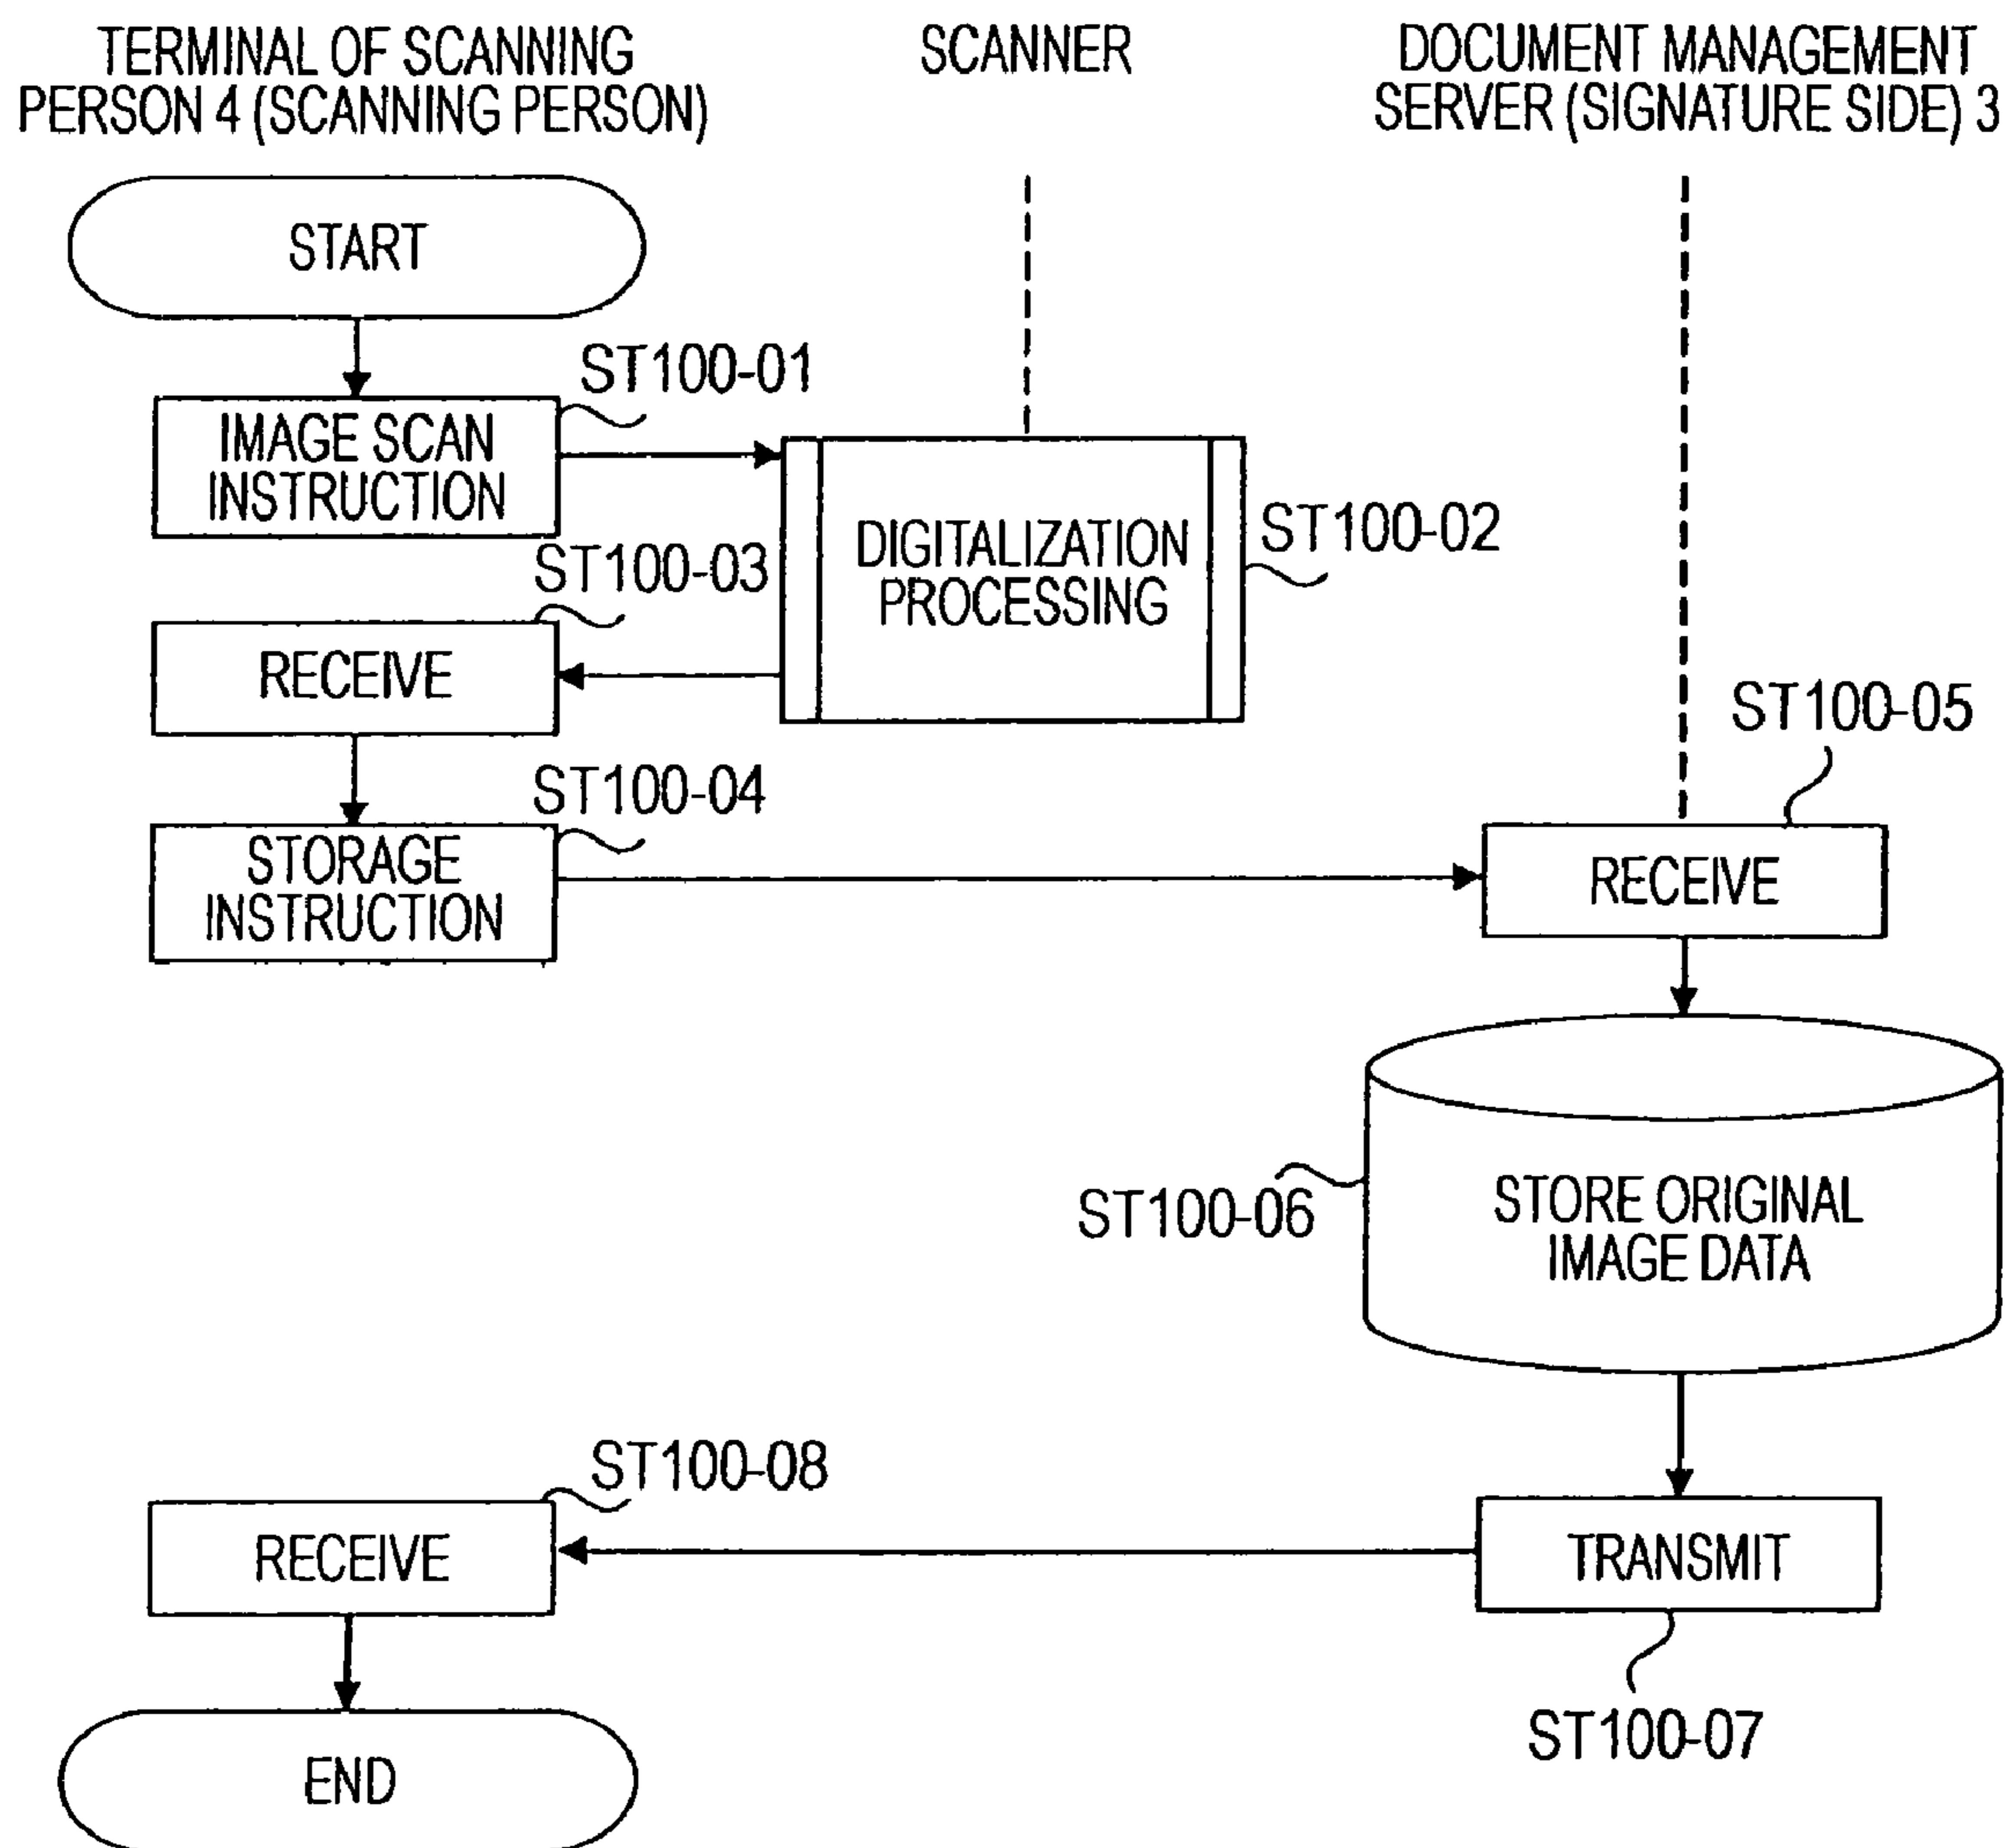 TERMINAL OF SCANNING
PERSON 4 (SCANNING PERSON)
SCANNER
DOCUMENT MANAGEMENT
SERVER (SIGNATURE SIDE) 3
START
ST100-01
IMAGE SCAN
INSTRUCTION
DIGITALIZATION
PROCESSING
ST100-02
ST100-03
RECEIVE
ST100-04
STORAGE
INSTRUCTION
ST100-05
RECEIVE
ST100-06
STORE ORIGINAL
IMAGE DATA
ST100-08
RECEIVE
TRANSMIT
ST100-07
END